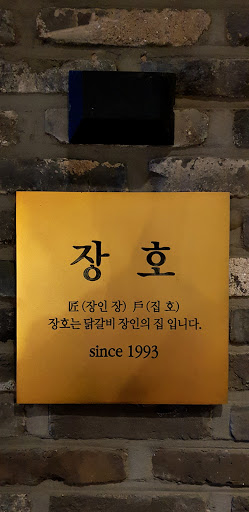 장 호
匠(장인 장) 戶(집 호)
장호는 닭갈비 장인의 집 입니다.
since 1993